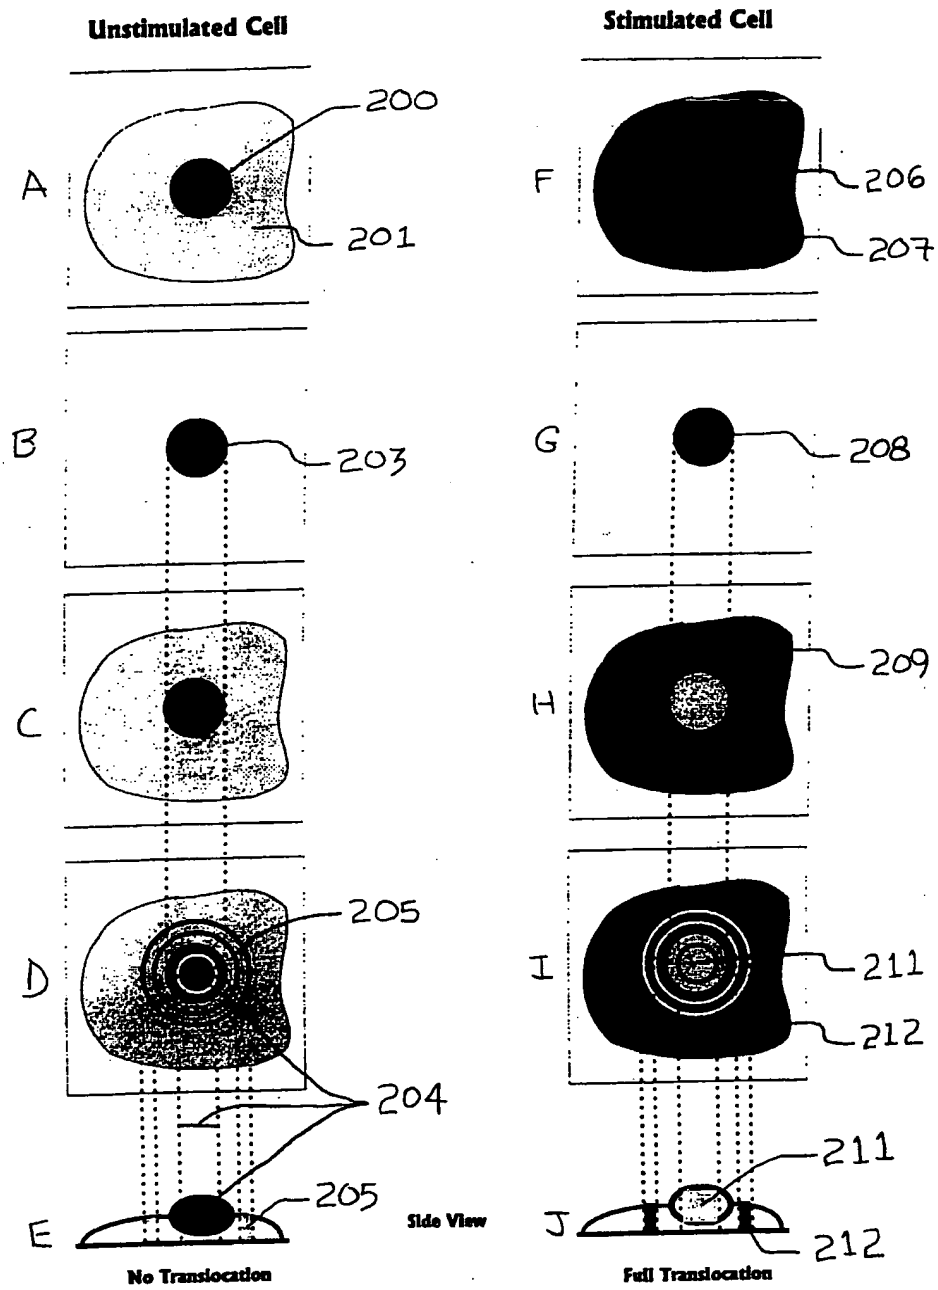 Unstimulated Cell
Stimulated Cell
A
200
201
F
206
207
B
203
G
208
C
H
209
D
205
204
I
211
212
E
205
Side View
J
211
212
No Translocation
Full Translocation